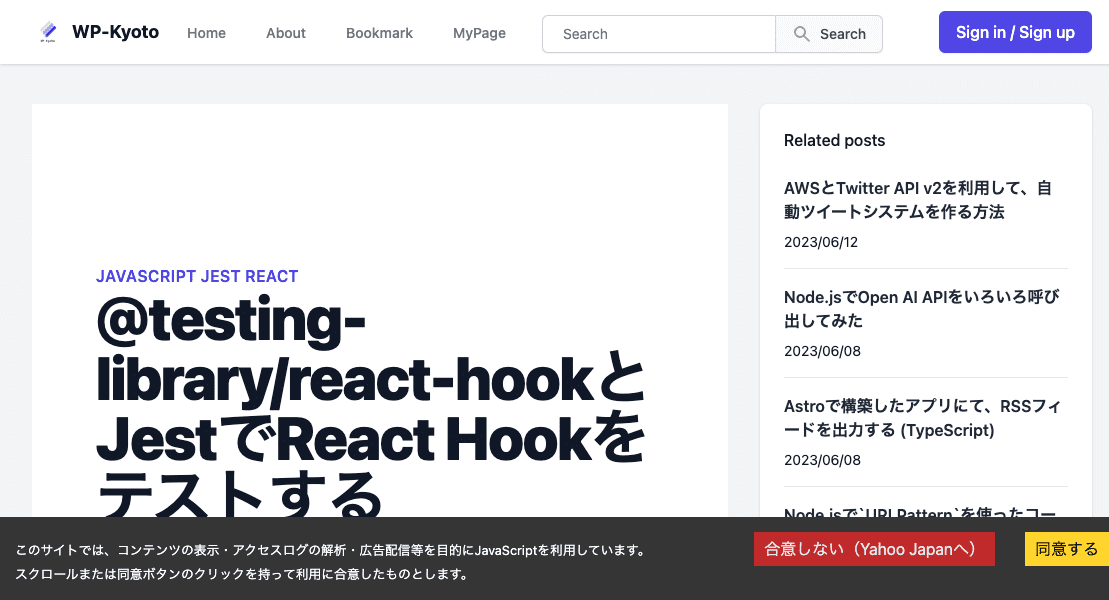 WP-Kyoto
Home
About
Bookmark
MyPage
Search
Search
Sign in / Sign up
JAVASCRIPT JEST REACT
@testing-
library/react-hookと
JestでReact Hookを
テストする
Related posts
AWSとTwitter API v2を利用して、自
動ツイートシステムを作る方法
2023/06/12
Node.jsでOpen AI APIをいろいろ呼び
出してみた
2023/06/08
Astroで構築したアプリにて、RSSフィ
ードを出力する (TypeScript)
2023/06/08
Node.jsで`URLPattern`を使ったコー
このサイトでは、コンテンツの表示・アクセスログの解析・広告配信等を目的にJavaScriptを利用しています。
スクロールまたは同意ボタンのクリックを持って利用に合意したものとします。
合意しない（Yahoo Japanへ）
同意する